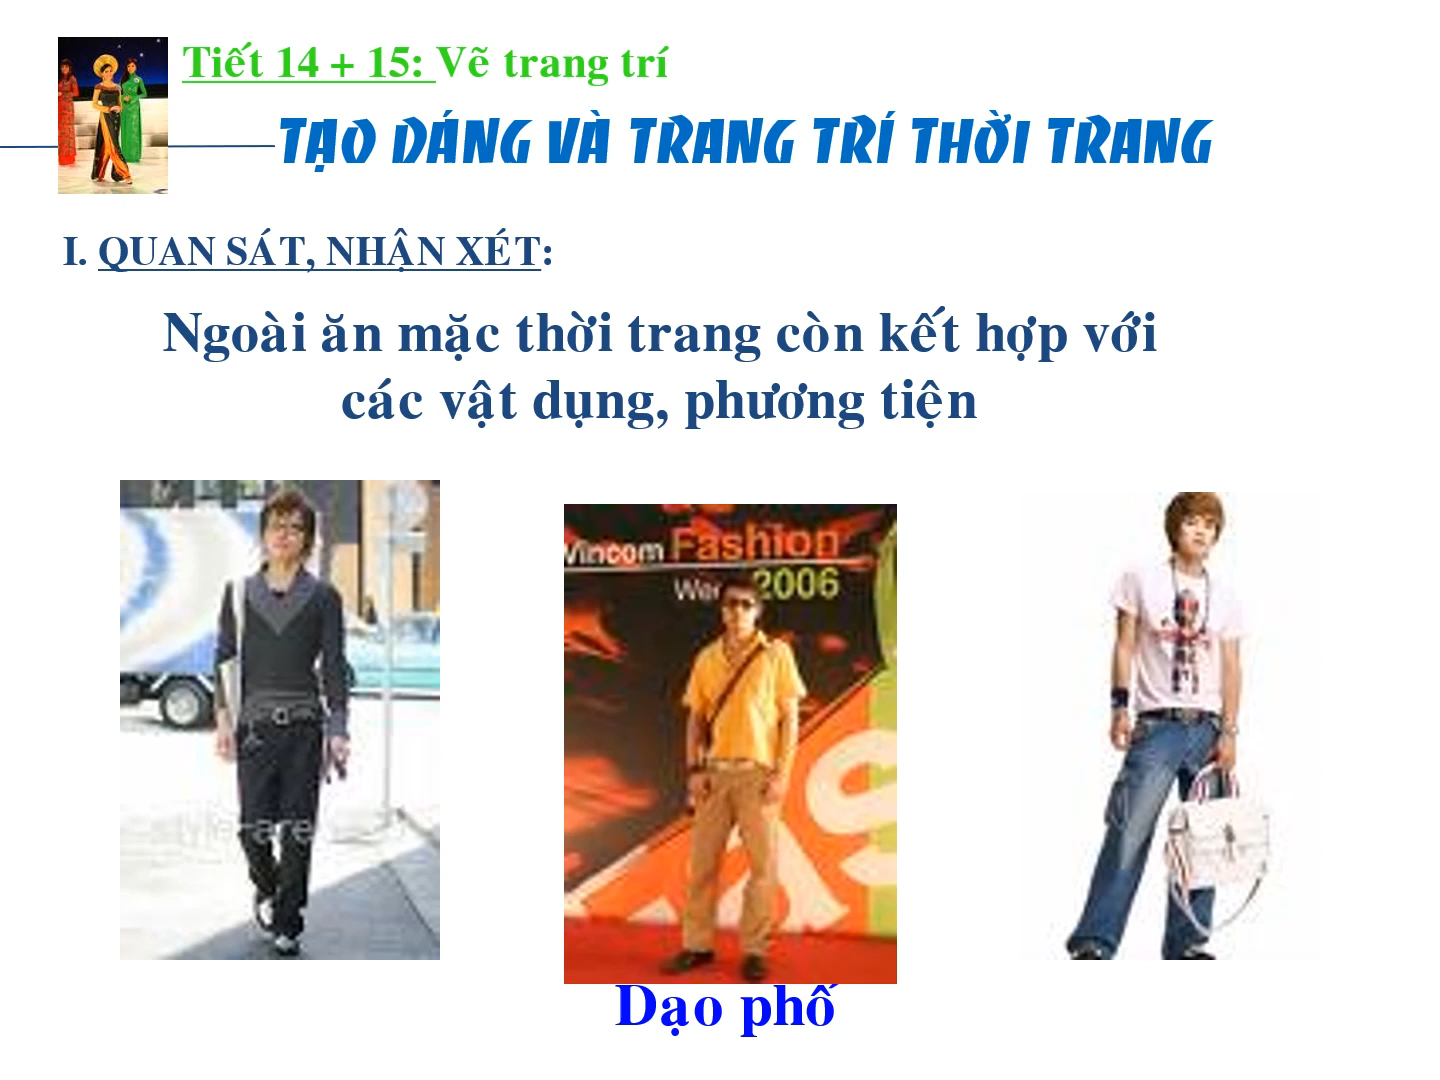 Tiết 14 + 15: Vẽ trang trí
TẠO DÁNG VÀ TRANG TRÍ THỜI TRANG
I. QUAN SÁT, NHẬN XÉT:
Ngoài ăn mặc thời trang còn kết hợp với
các vật dụng, phương tiện
Vincom Fashion
2006
Dạo phố